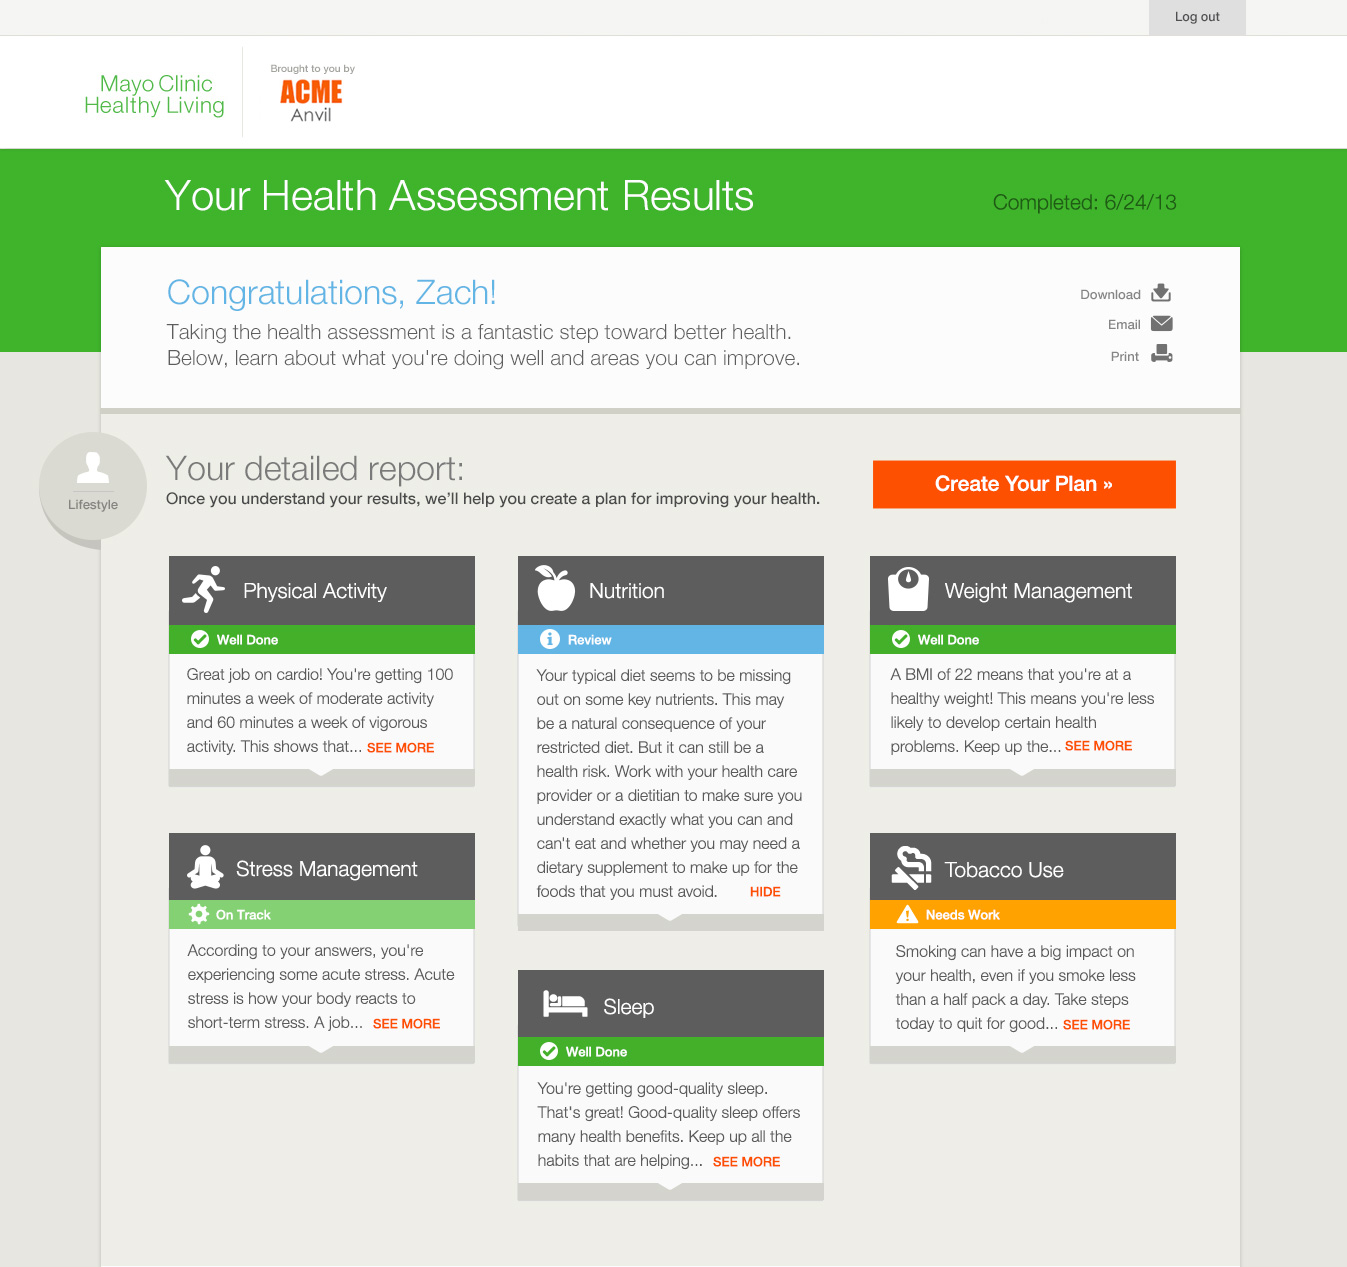 Log out
Mayo Clinic
Healthy Living
Brought to you by
ACME
Anvil
Your Health Assessment Results
Completed: 6/24/13
Congratulations, Zach!
Taking the health assessment is a fantastic step toward better health.
Below, learn about what you're doing well and areas you can improve.
Download
Email
Print
Lifestyle
Your detailed report:
Once you understand your results, we’ll help you create a plan for improving your health.
Create Your Plan »
Physical Activity
Well Done
Great job on cardio! You're getting 100
minutes a week of moderate activity
and 60 minutes a week of vigorous
activity. This shows that... SEE MORE
Nutrition
Review
Your typical diet seems to be missing
out on some key nutrients. This may
be a natural consequence of your
restricted diet. But it can still be a
health risk. Work with your health care
provider or a dietitian to make sure you
understand exactly what you can and
can't eat and whether you may need a
dietary supplement to make up for the
foods that you must avoid. HIDE
Weight Management
Well Done
A BMI of 22 means that you're at a
healthy weight! This means you're less
likely to develop certain health
problems. Keep up the... SEE MORE
Stress Management
On Track
According to your answers, you're
experiencing some acute stress. Acute
stress is how your body reacts to
short-term stress. A job... SEE MORE
Sleep
Well Done
You're getting good-quality sleep.
That's great! Good-quality sleep offers
many health benefits. Keep up all the
habits that are helping... SEE MORE
Tobacco Use
Needs Work
Smoking can have a big impact on
your health, even if you smoke less
than a half pack a day. Take steps
today to quit for good... SEE MORE